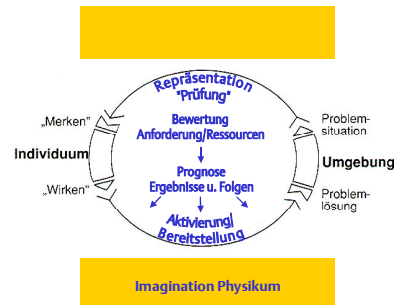 Repräsentation
"Prüfung"
„Merken"
Problem-
situation
Bewertung
Anforderung/Ressourcen
Individuum
Umgebung
Prognose
Ergebnisse u. Folgen
„Wirken"
Problem-
lösung
Aktivierung/
Bereitstellung
Imagination Physikum